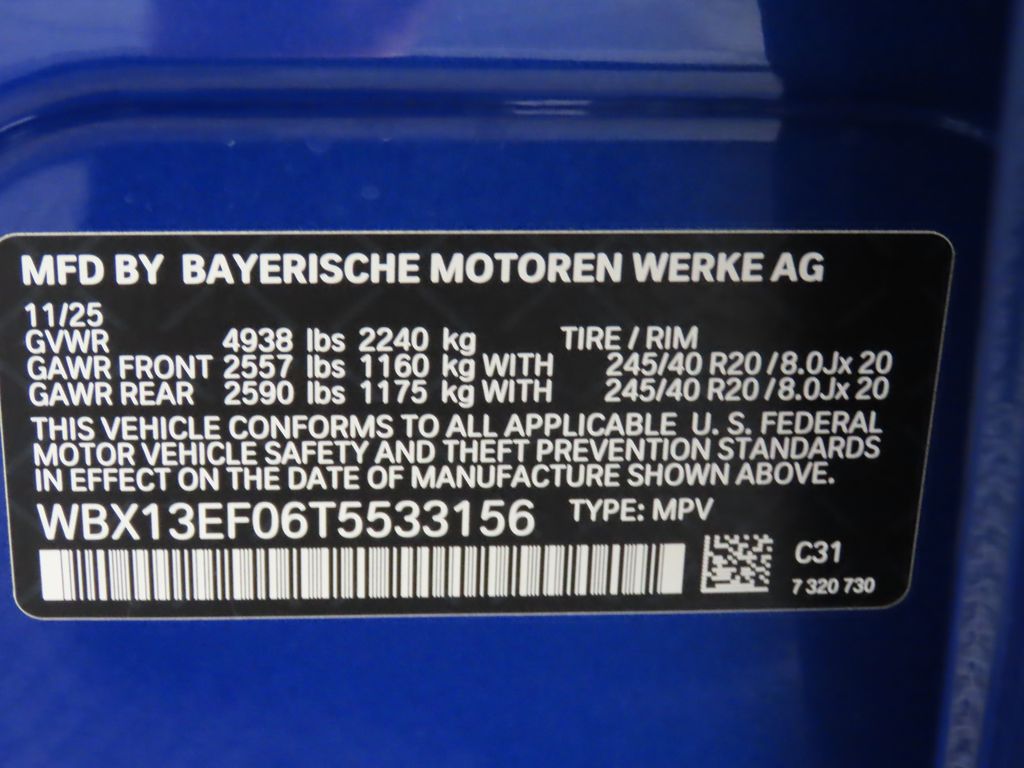 MFD BY BAYERISCHE MOTOREN WERKE AG
11/25
GVWR 4938 lbs 2240 kg TIRE / RIM
GAWR FRONT 2557 lbs 1160 kg WITH 245/40 R20 / 8.0Jx 20
GAWR REAR 2590 lbs 1175 kg WITH 245/40 R20 / 8.0Jx 20
THIS VEHICLE CONFORMS TO ALL APPLICABLE U. S. FEDERAL
MOTOR VEHICLE SAFETY AND THEFT PREVENTION STANDARDS
IN EFFECT ON THE DATE OF MANUFACTURE SHOWN ABOVE.
WBX13EF06T5533156 TYPE: MPV
C31
7 320 730